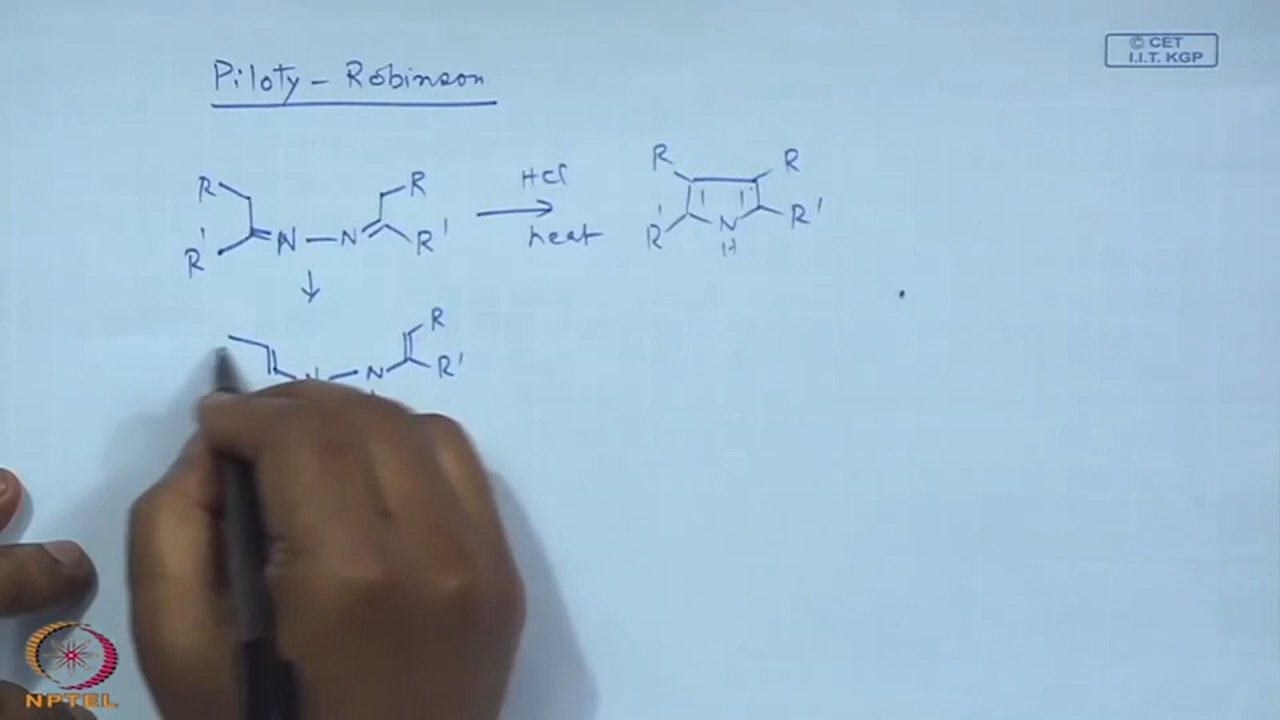 Piloty - Robinson
© CET
I.I.T. KGP
R R HCl R R
R' N N R' heat R' N R'
H
R
N N R'
NPTEL